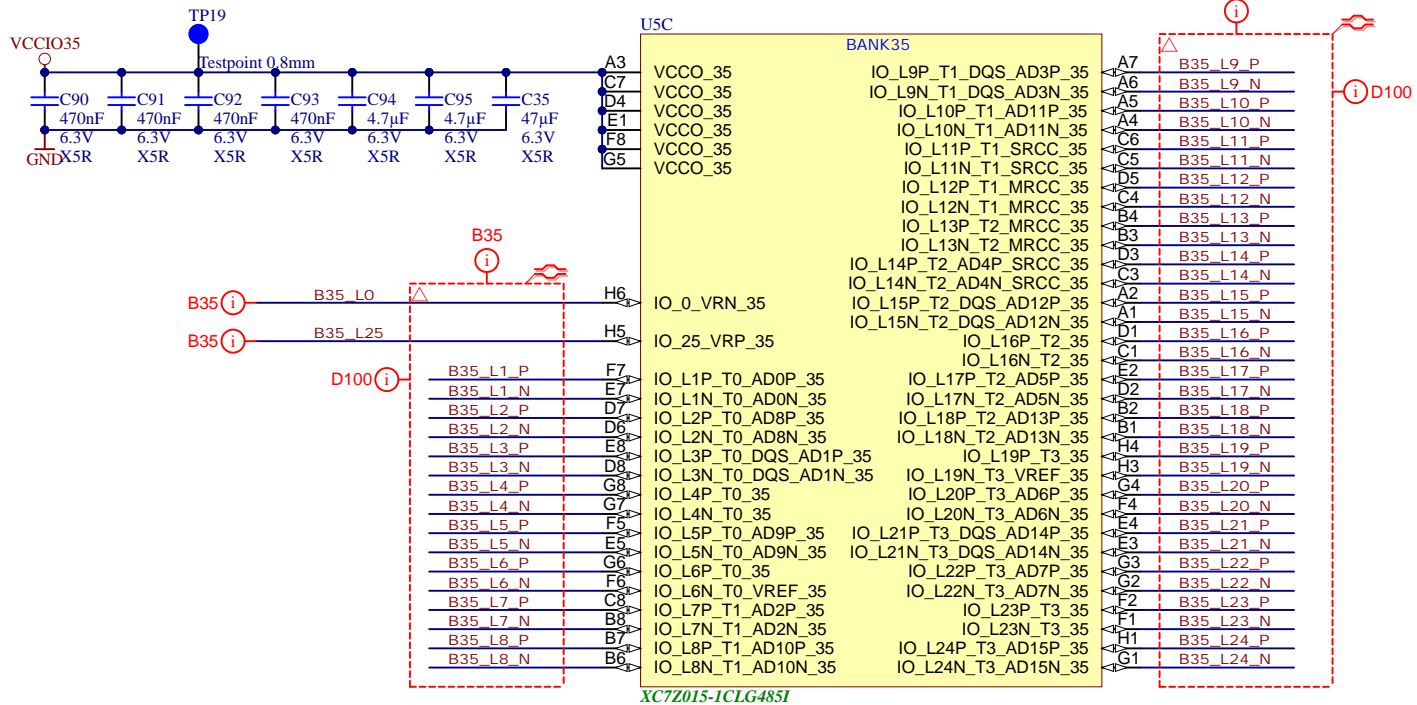 TP19
VCCIO35
Testpoint 0.8mm
C90
470nF
6.3V
X5R
C91
470nF
6.3V
X5R
C92
470nF
6.3V
X5R
C93
470nF
6.3V
X5R
C94
4.7µF
6.3V
X5R
C95
4.7µF
6.3V
X5R
C35
47µF
6.3V
X5R
GND
U5C
BANK35
A3 VCCO_35
C7 VCCO_35
D4 VCCO_35
E1 VCCO_35
F8 VCCO_35
G5 VCCO_35
B35
i
B35 i B35_L0 H6 IO_0_VRN_35
B35 i B35_L25 H5 IO_25_VRP_35
D100 i
B35_L1_P F7 IO_L1P_T0_AD0P_35
B35_L1_N E7 IO_L1N_T0_AD0N_35
B35_L2_P D7 IO_L2P_T0_AD8P_35
B35_L2_N D6 IO_L2N_T0_AD8N_35
B35_L3_P E8 IO_L3P_T0_DQS_AD1P_35
B35_L3_N D8 IO_L3N_T0_DQS_AD1N_35
B35_L4_P G8 IO_L4P_T0_35
B35_L4_N G7 IO_L4N_T0_35
B35_L5_P F5 IO_L5P_T0_AD9P_35
B35_L5_N E5 IO_L5N_T0_AD9N_35
B35_L6_P G6 IO_L6P_T0_35
B35_L6_N F6 IO_L6N_T0_VREF_35
B35_L7_P C8 IO_L7P_T1_AD2P_35
B35_L7_N B8 IO_L7N_T1_AD2N_35
B35_L8_P B7 IO_L8P_T1_AD10P_35
B35_L8_N B6 IO_L8N_T1_AD10N_35
i
i D100
IO_L9P_T1_DQS_AD3P_35 A7 B35_L9_P
IO_L9N_T1_DQS_AD3N_35 A6 B35_L9_N
IO_L10P_T1_AD11P_35 A5 B35_L10_P
IO_L10N_T1_AD11N_35 A4 B35_L10_N
IO_L11P_T1_SRCC_35 C6 B35_L11_P
IO_L11N_T1_SRCC_35 C5 B35_L11_N
IO_L12P_T1_MRCC_35 D5 B35_L12_P
IO_L12N_T1_MRCC_35 C4 B35_L12_N
IO_L13P_T2_MRCC_35 B4 B35_L13_P
IO_L13N_T2_MRCC_35 B3 B35_L13_N
IO_L14P_T2_AD4P_SRCC_35 D3 B35_L14_P
IO_L14N_T2_AD4N_SRCC_35 C3 B35_L14_N
IO_L15P_T2_DQS_AD12P_35 A2 B35_L15_P
IO_L15N_T2_DQS_AD12N_35 A1 B35_L15_N
IO_L16P_T2_35 D1 B35_L16_P
IO_L16N_T2_35 C1 B35_L16_N
IO_L17P_T2_AD5P_35 E2 B35_L17_P
IO_L17N_T2_AD5N_35 D2 B35_L17_N
IO_L18P_T2_AD13P_35 B2 B35_L18_P
IO_L18N_T2_AD13N_35 B1 B35_L18_N
IO_L19P_T3_35 H4 B35_L19_P
IO_L19N_T3_VREF_35 H3 B35_L19_N
IO_L20P_T3_AD6P_35 G4 B35_L20_P
IO_L20N_T3_AD6N_35 F4 B35_L20_N
IO_L21P_T3_DQS_AD14P_35 E4 B35_L21_P
IO_L21N_T3_DQS_AD14N_35 E3 B35_L21_N
IO_L22P_T3_AD7P_35 G3 B35_L22_P
IO_L22N_T3_AD7N_35 G2 B35_L22_N
IO_L23P_T3_35 F2 B35_L23_P
IO_L23N_T3_35 F1 B35_L23_N
IO_L24P_T3_AD15P_35 H1 B35_L24_P
IO_L24N_T3_AD15N_35 G1 B35_L24_N
XC7Z015-1CLG485I